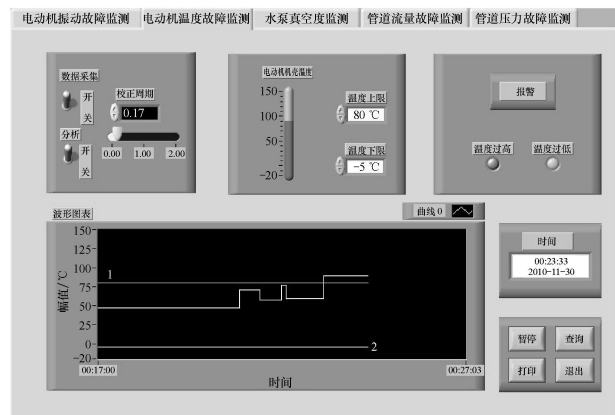 电动机振动故障监测 电动机温度故障监测 水泵真空度监测 管道流量故障监测 管道压力故障监测
数据采集
开
关
校正周期
0.17
分析
开
关
0.00 1.00 2.00
电动机机壳温度
150
100
50
-20
温度上限
80 ℃
温度下限
-5 ℃
报警
温度过高 温度过低
波形图表
曲线 0
150
125
100
75
50
25
0
-20
幅值/℃
1
2
00:17:00 00:27:03
时间
时间
00:23:33
2010-11-30
暂停 查询
打印 退出